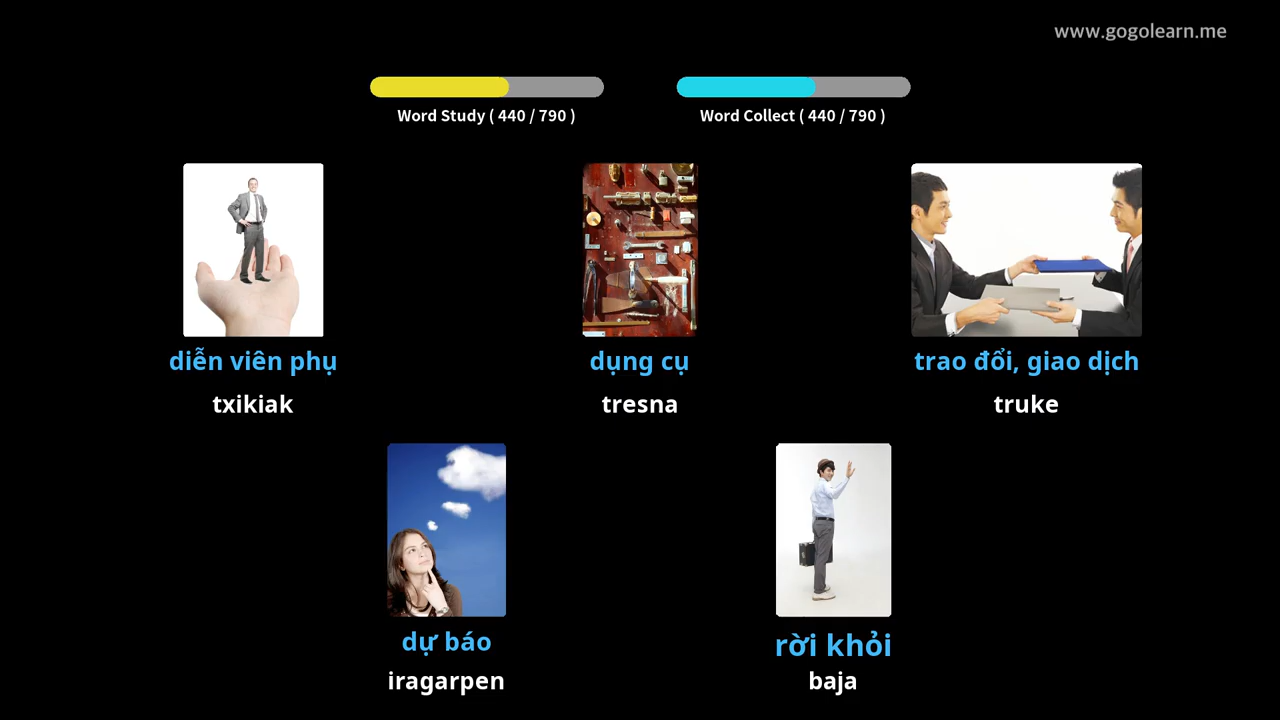 www.gogolearn.me
Word Study ( 440 / 790 )
Word Collect ( 440 / 790 )
diễn viên phụ
txikiak
dụng cụ
tresna
trao đổi, giao dịch
truke
dự báo
iragarpen
rời khỏi
baja